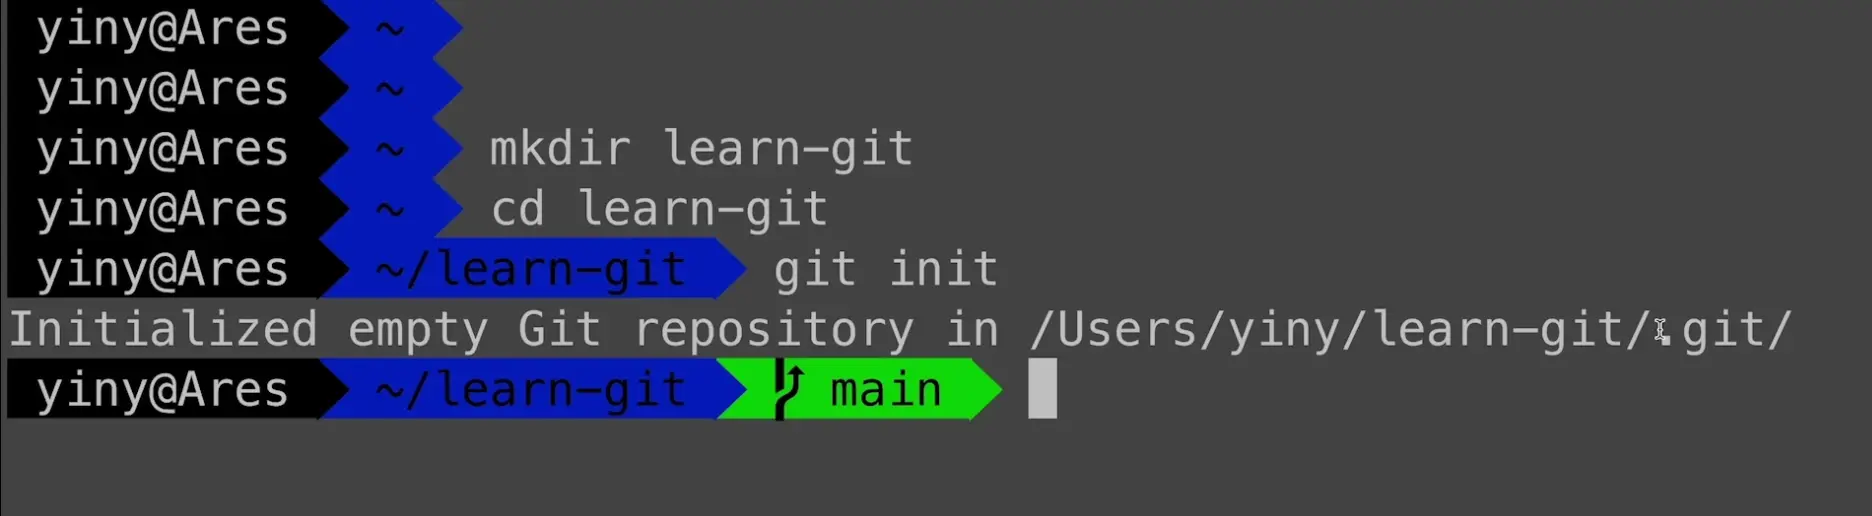 yiny@Ares ~
yiny@Ares ~
yiny@Ares ~ mkdir learn-git
yiny@Ares ~ cd learn-git
yiny@Ares ~/learn-git git init
Initialized empty Git repository in /Users/yiny/learn-git/.git/
yiny@Ares ~/learn-git main